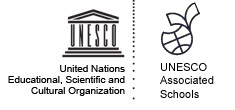 UNESCO
United Nations
Educational, Scientific and
Cultural Organization
UNESCO
Associated
Schools